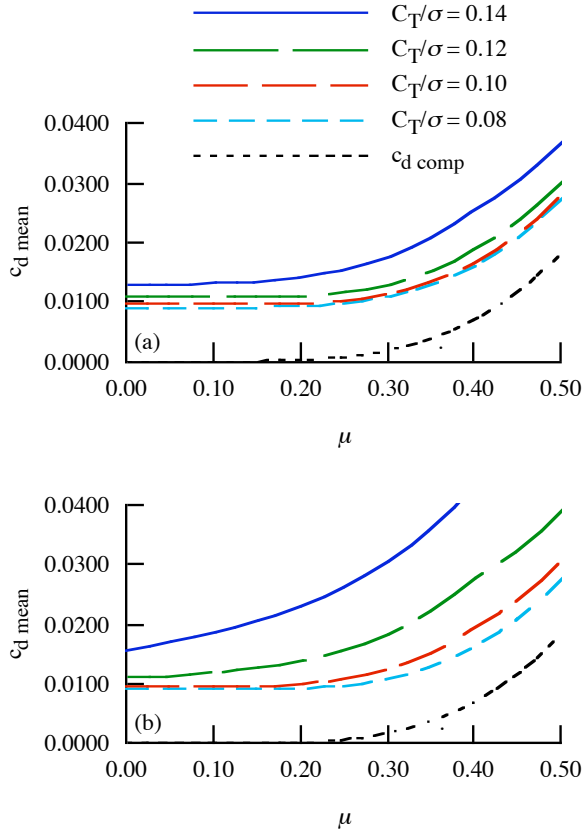 C_T/σ = 0.14
C_T/σ = 0.12
C_T/σ = 0.10
C_T/σ = 0.08
c_d comp
0.0400
0.0300
0.0200
0.0100
0.0000
c_d mean
(a)
0.00 0.10 0.20 0.30 0.40 0.50
μ
0.0400
0.0300
0.0200
0.0100
0.0000
c_d mean
(b)
0.00 0.10 0.20 0.30 0.40 0.50
μ